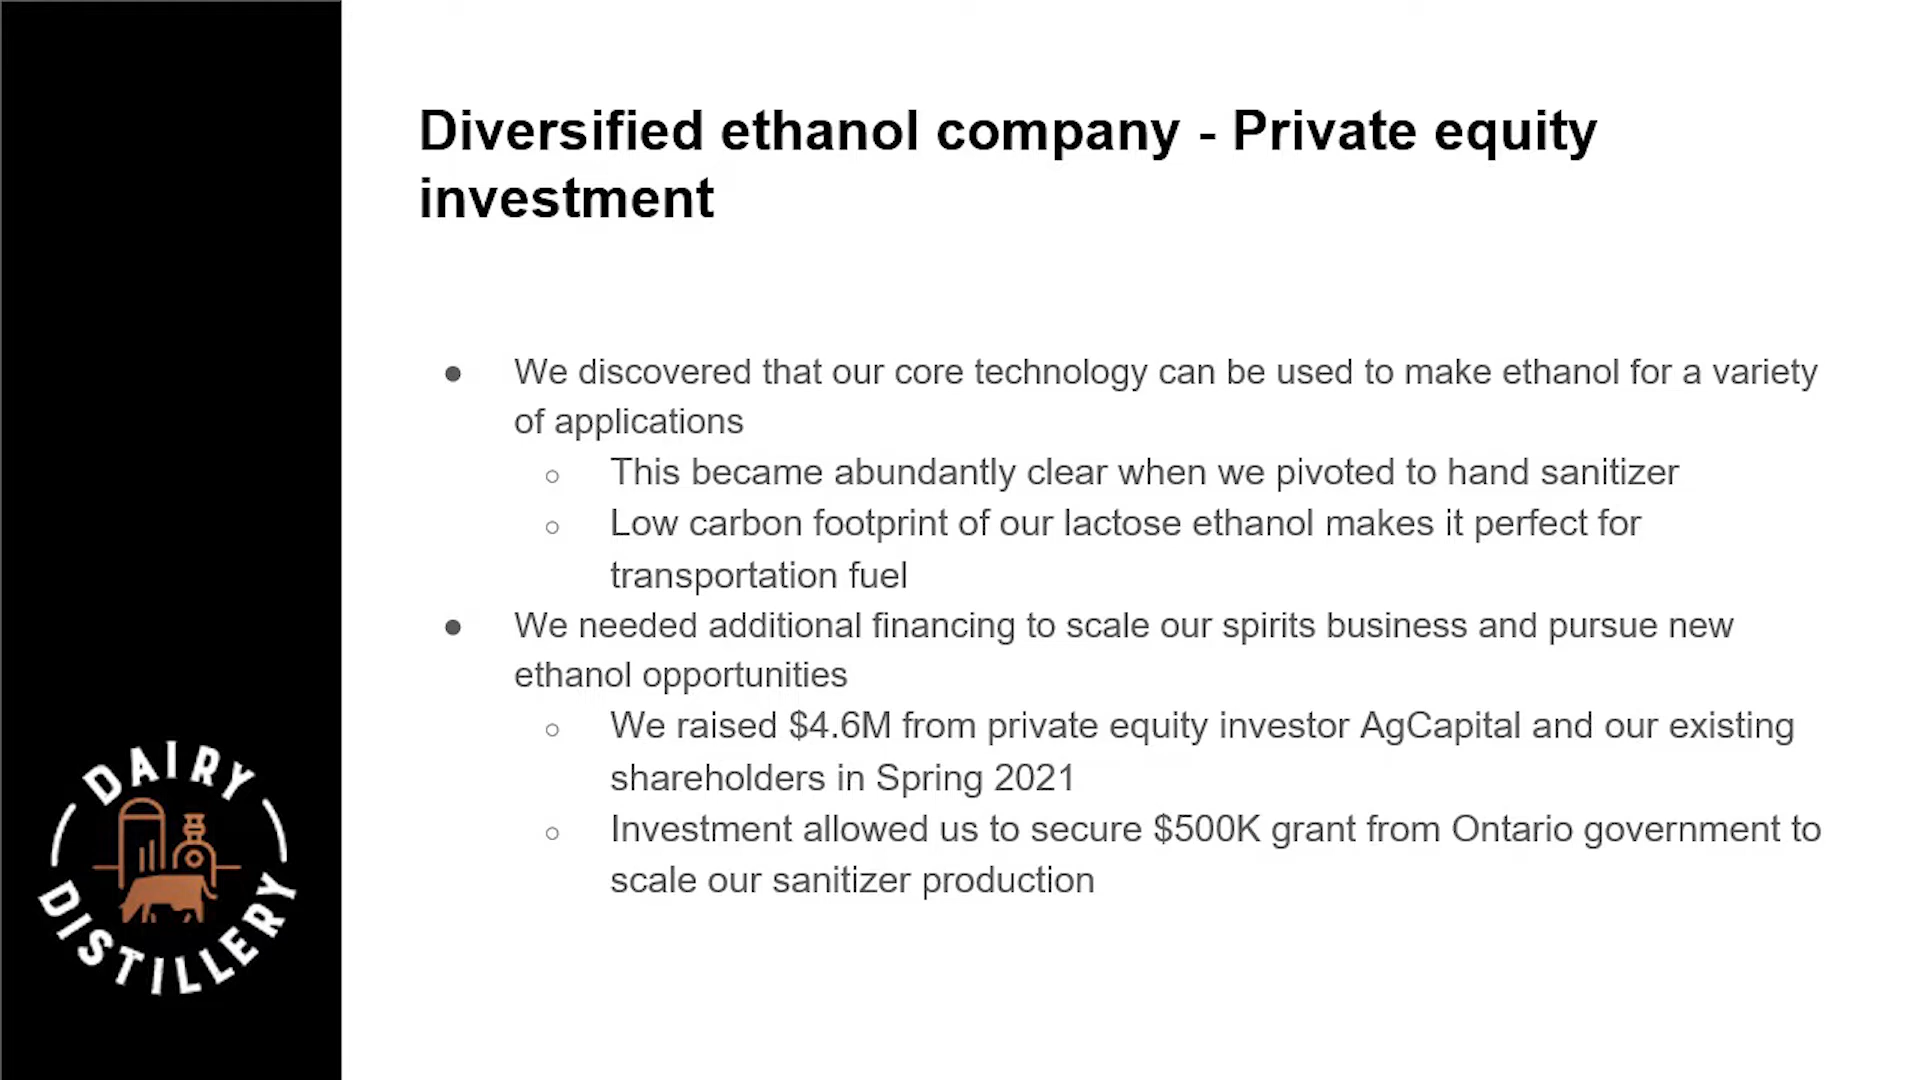 Diversified ethanol company - Private equity
investment
● We discovered that our core technology can be used to make ethanol for a variety
of applications
○ This became abundantly clear when we pivoted to hand sanitizer
○ Low carbon footprint of our lactose ethanol makes it perfect for
transportation fuel
● We needed additional financing to scale our spirits business and pursue new
ethanol opportunities
○ We raised $4.6M from private equity investor AgCapital and our existing
shareholders in Spring 2021
○ Investment allowed us to secure $500K grant from Ontario government to
scale our sanitizer production
DAIRY
DISTILLERY